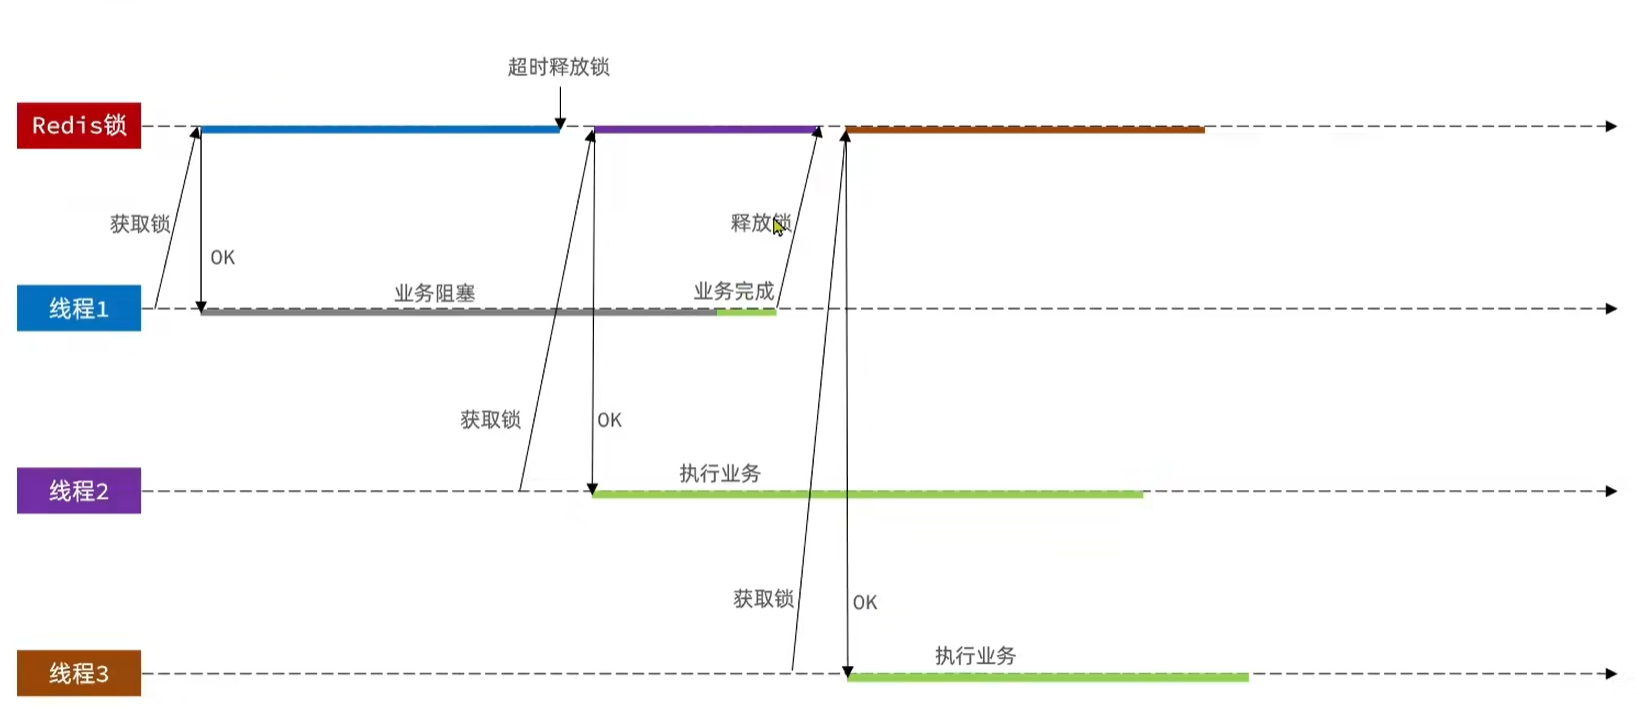 超时释放锁
Redis锁
获取锁
释放锁
OK
业务阻塞
业务完成
线程1
获取锁
OK
执行业务
线程2
获取锁
OK
执行业务
线程3